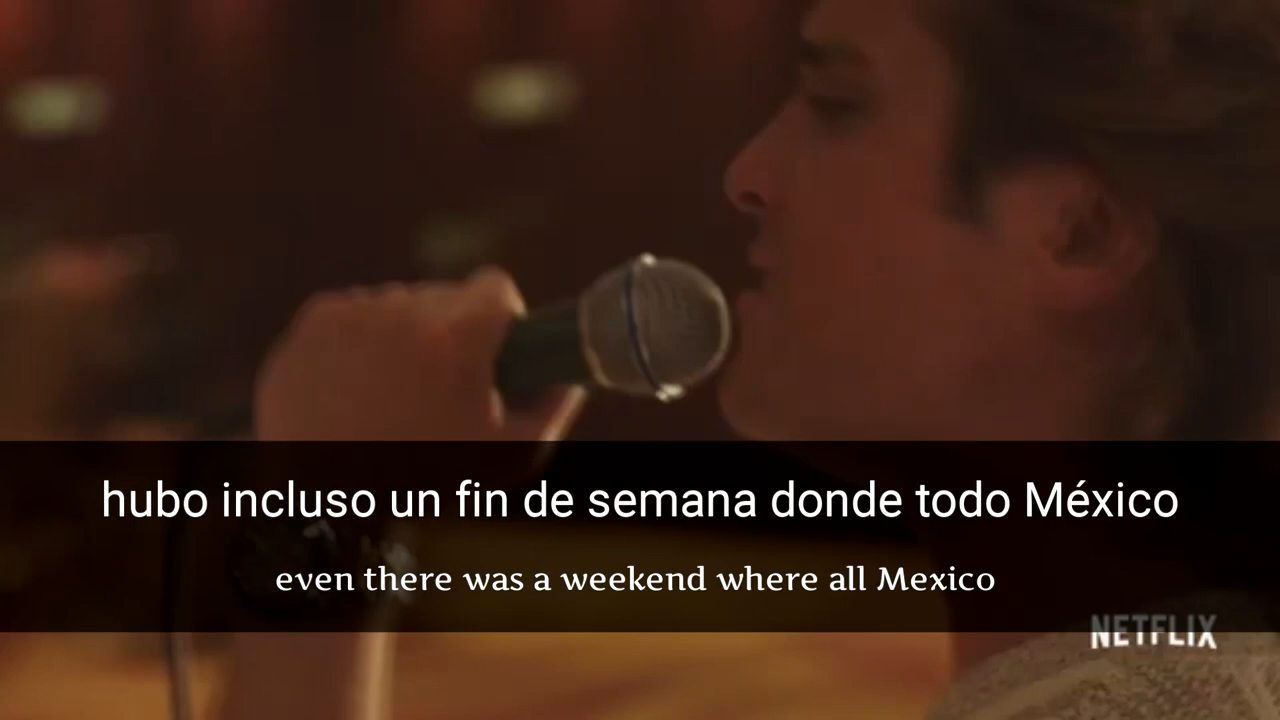 hubo incluso un fin de semana donde todo México
even there was a weekend where all Mexico
NETFLIX